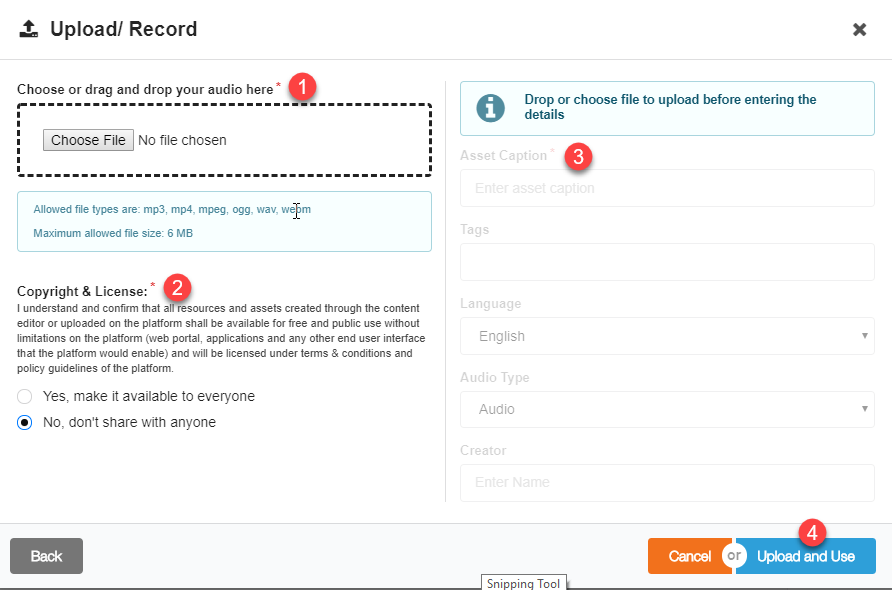 Upload/ Record
Choose or drag and drop your audio here * 1
Choose File No file chosen
Allowed file types are: mp3, mp4, mpeg, ogg, wav, webm
Maximum allowed file size: 6 MB
Copyright & License: * 2
I understand and confirm that all resources and assets created through the content
editor or uploaded on the platform shall be available for free and public use without
limitations on the platform (web portal, applications and any other end user interface
that the platform would enable) and will be licensed under terms & conditions and
policy guidelines of the platform.
Yes, make it available to everyone
No, don't share with anyone
Drop or choose file to upload before entering the
details
Asset Caption * 3
Enter asset caption
Tags
Language
English
Audio Type
Audio
Creator
Enter Name
4
Back
Cancel or Upload and Use
Snipping Tool